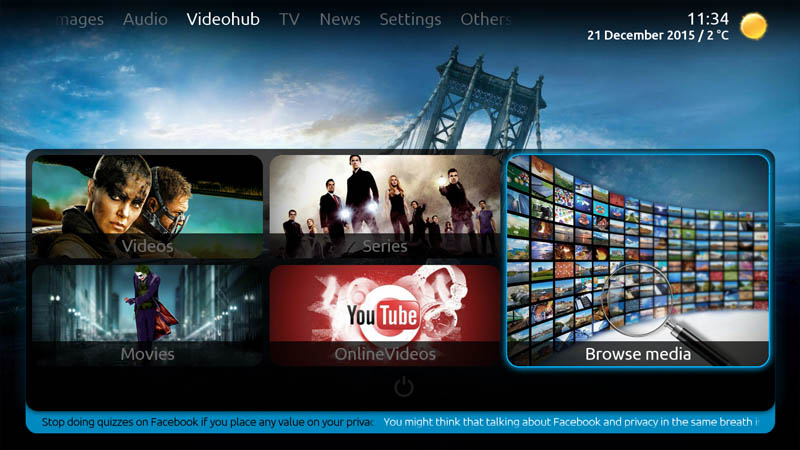 mages Audio Videohub TV News Settings Others
11:34
21 December 2015 / 2 °C
Videos
Series
Movies
YouTube
OnlineVideos
Browse media
Stop doing quizzes on Facebook if you place any value on your privac
You might think that talking about Facebook and privacy in the same breath i